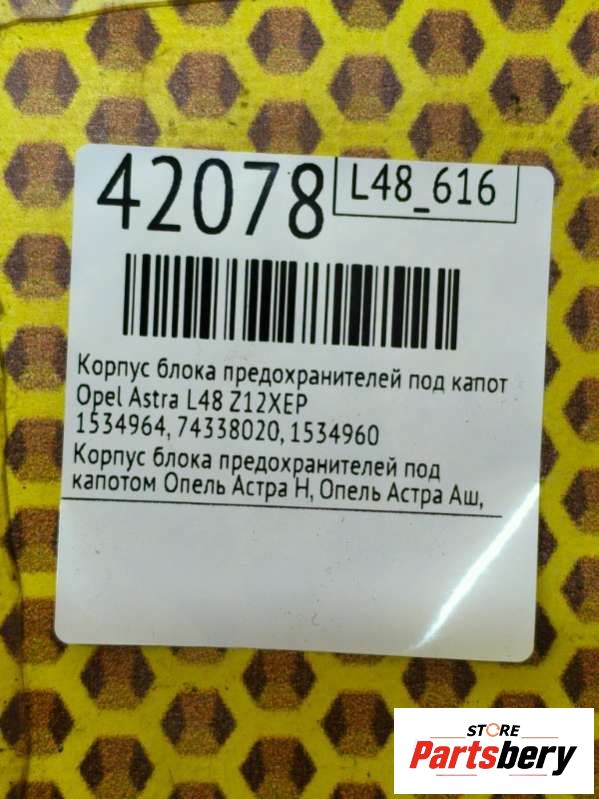 42078
L48_616
Корпус блока предохранителей под капот
Opel Astra L48 Z12XEP
1534964, 74338020, 1534960
Корпус блока предохранителей под
капотом Опель Астра H, Опель Астра Аш,
STORE
Partsbery